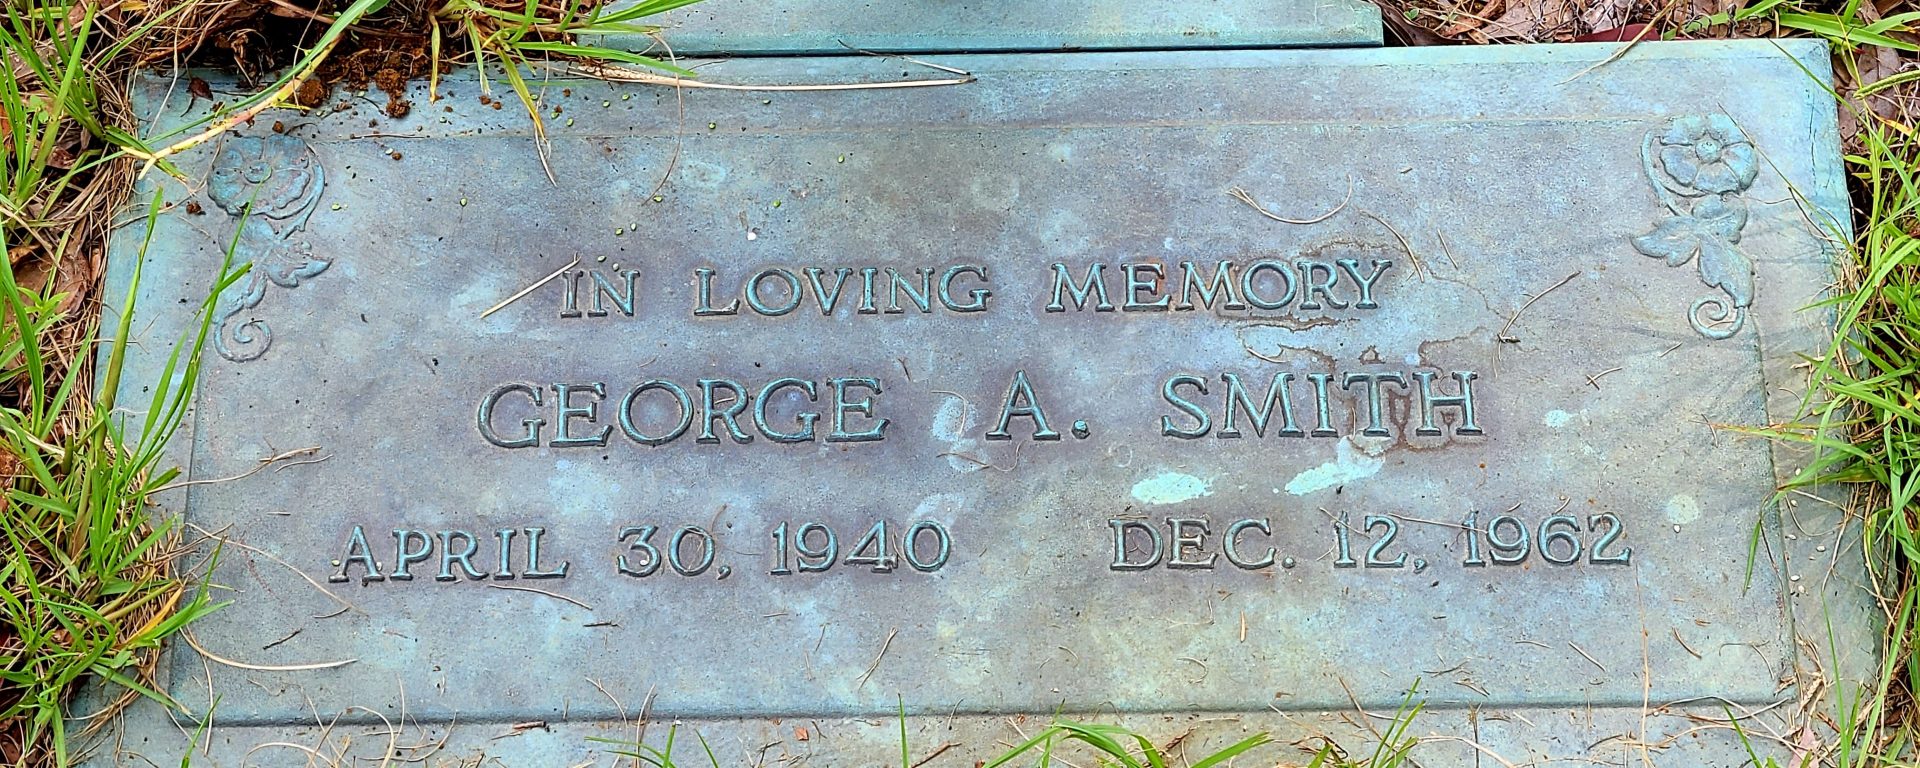 IN LOVING MEMORY
GEORGE A. SMITH
APRIL 30, 1940 DEC. 12, 1962